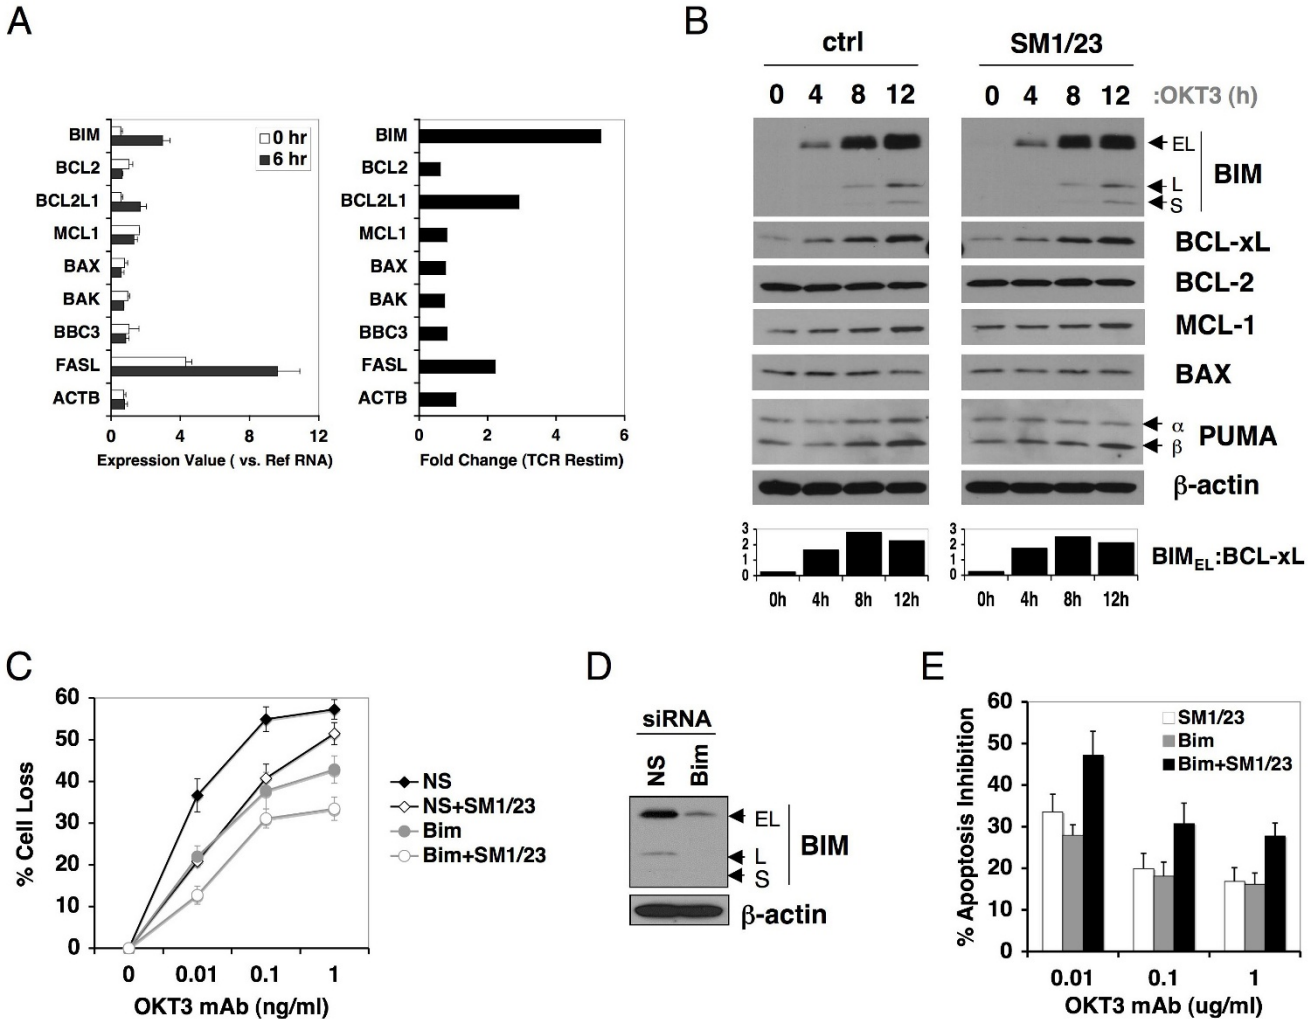 A
BIM
BCL2
BCL2L1
MCL1
BAX
BAK
BBC3
FASL
ACTB
0 hr
6 hr
0 4 8 12
Expression Value ( vs. Ref RNA)
BIM
BCL2
BCL2L1
MCL1
BAX
BAK
BBC3
FASL
ACTB
0 2 4 6
Fold Change (TCR Restim)
B
ctrl SM1/23
0 4 8 12 0 4 8 12 :OKT3 (h)
EL
L
S
BIM
BCL-xL
BCL-2
MCL-1
BAX
α
β
PUMA
β-actin
3
2
1
0
0h 4h 8h 12h
3
2
1
0
0h 4h 8h 12h
BIMEL:BCL-xL
C
% Cell Loss
60
50
40
30
20
10
0
0 0.01 0.1 1
OKT3 mAb (ng/ml)
NS
NS+SM1/23
Bim
Bim+SM1/23
D
siRNA
NS Bim
EL
L
S
BIM
β-actin
E
% Apoptosis Inhibition
60
50
40
30
20
10
0
SM1/23
Bim
Bim+SM1/23
0.01 0.1 1
OKT3 mAb (ug/ml)